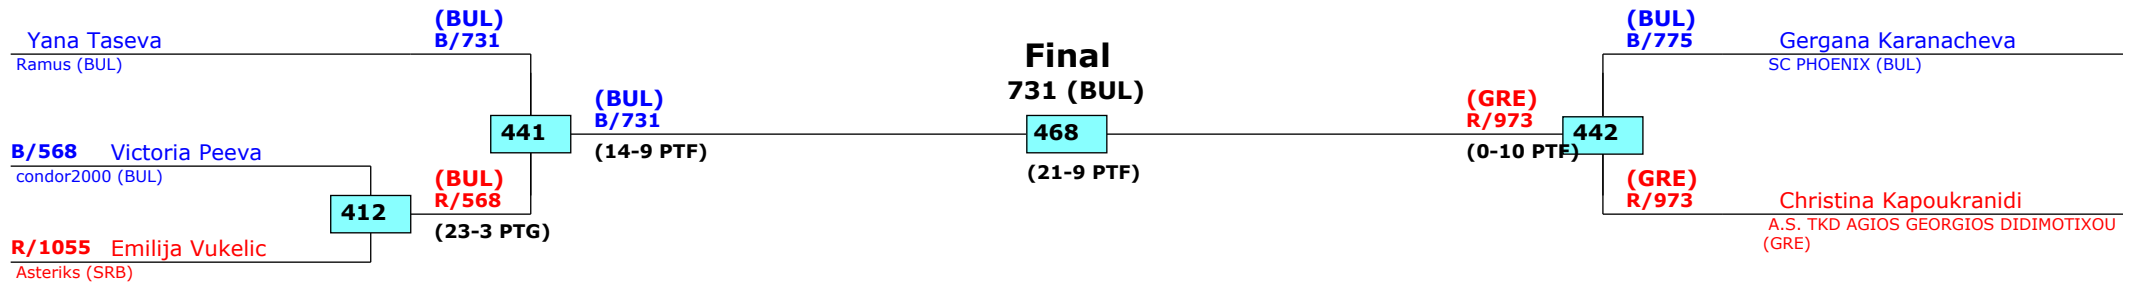 (BUL)
B/731
Yana Taseva
Ramus (BUL)
441
(BUL)
B/731
(14-9 PTF)
B/568 Victoria Peeva
condor2000 (BUL)
412
(BUL)
R/568
(23-3 PTG)
R/1055 Emilija Vukelic
Asteriks (SRB)
Final
731 (BUL)
468
(21-9 PTF)
(BUL)
B/775
Gergana Karanacheva
SC PHOENIX (BUL)
(GRE)
R/973
442
(0-10 PTF)
(GRE)
R/973
Christina Kapoukranidi
A.S. TKD AGIOS GEORGIOS DIDIMOTIXOU
(GRE)